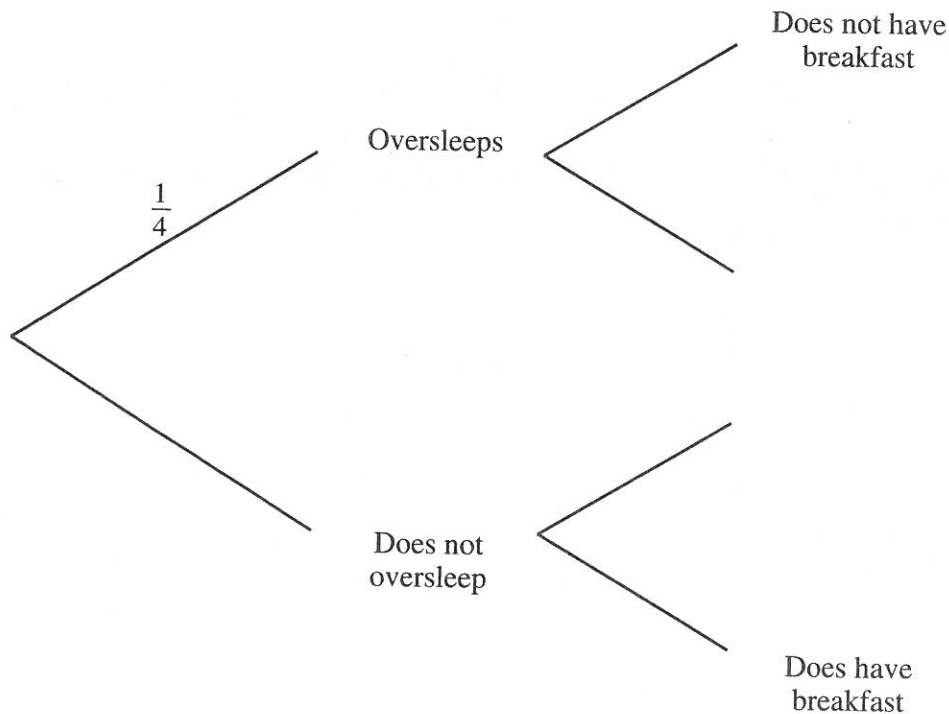 Does not have
breakfast
Oversleeps
1
4
Does not
oversleep
Does have
breakfast